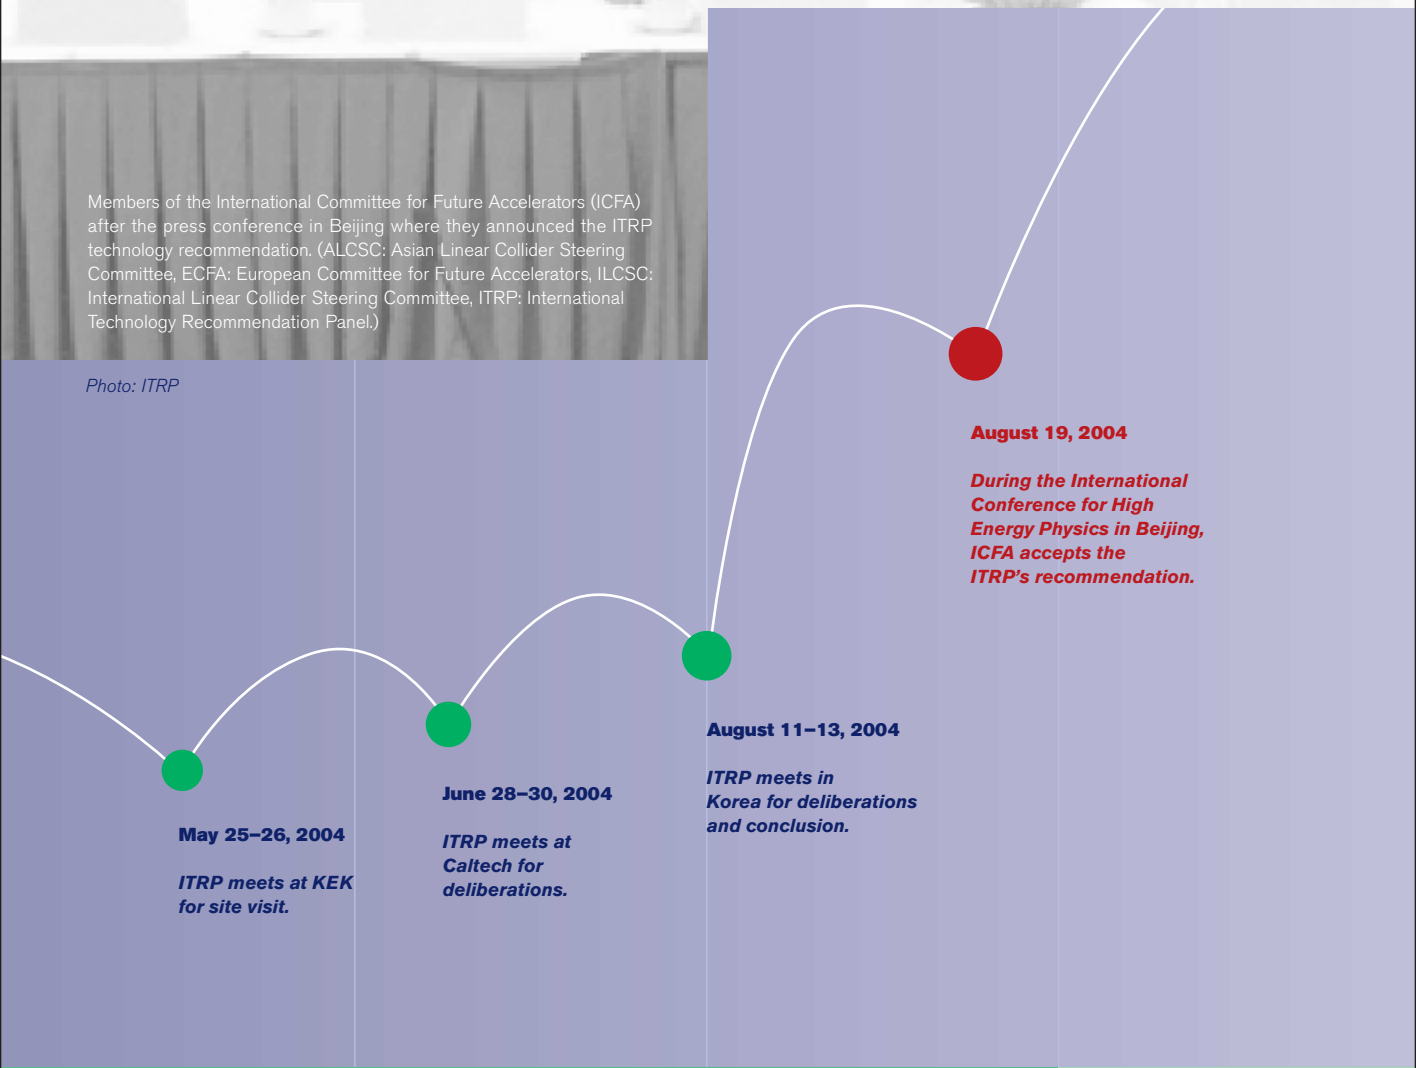 Members of the International Committee for Future Accelerators (ICFA)
after the press conference in Beijing where they announced the ITRP
technology recommendation. (ALCSC: Asian Linear Collider Steering
Committee, ECFA: European Committee for Future Accelerators, ILCSC:
International Linear Collider Steering Committee, ITRP: International
Technology Recommendation Panel.)
Photo: ITRP
May 25–26, 2004
ITRP meets at KEK
for site visit.
June 28–30, 2004
ITRP meets at
Caltech for
deliberations.
August 11–13, 2004
ITRP meets in
Korea for deliberations
and conclusion.
August 19, 2004
During the International
Conference for High
Energy Physics in Beijing,
ICFA accepts the
ITRP’s recommendation.